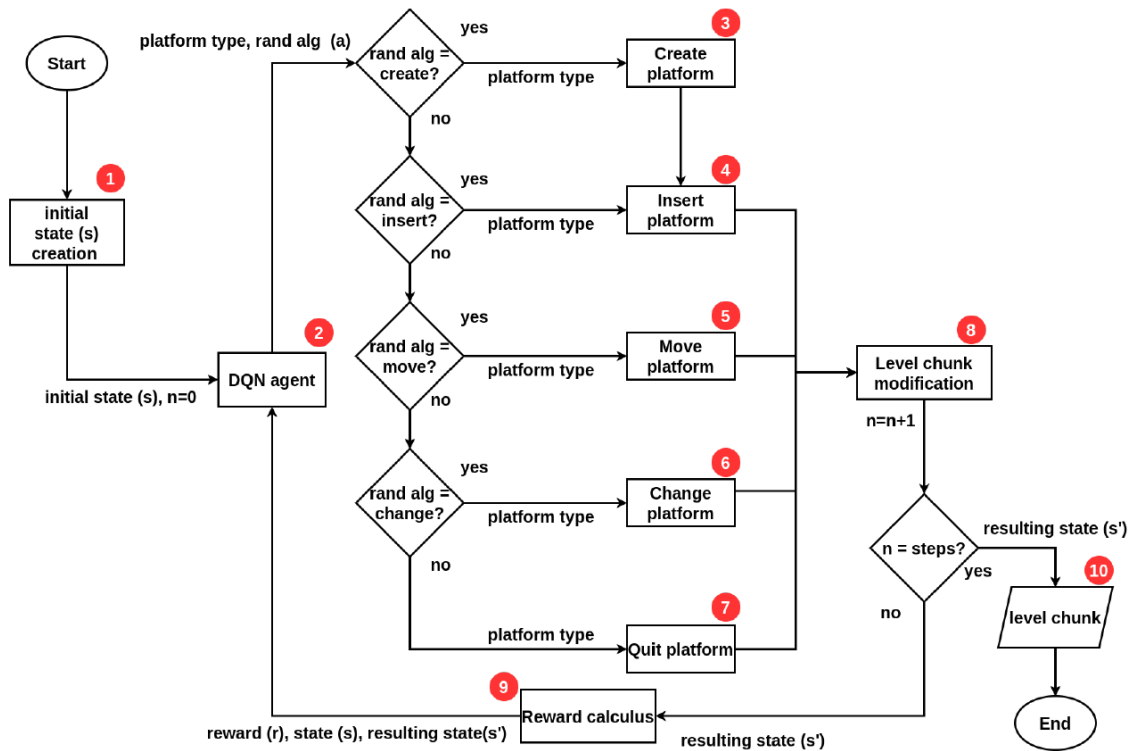 Start
1
initial
state (s)
creation
initial state (s), n=0
2
DQN agent
platform type, rand alg  (a)
rand alg =
create?
yes
platform type
no
3
Create
platform
rand alg =
insert?
yes
platform type
no
4
Insert
platform
rand alg =
move?
yes
platform type
no
5
Move
platform
rand alg =
change?
yes
platform type
no
6
Change
platform
platform type
7
Quit platform
8
Level chunk
modification
n=n+1
n = steps?
resulting state (s')
yes
no
10
level chunk
End
resulting state (s')
9
Reward calculus
reward (r), state (s), resulting state(s')